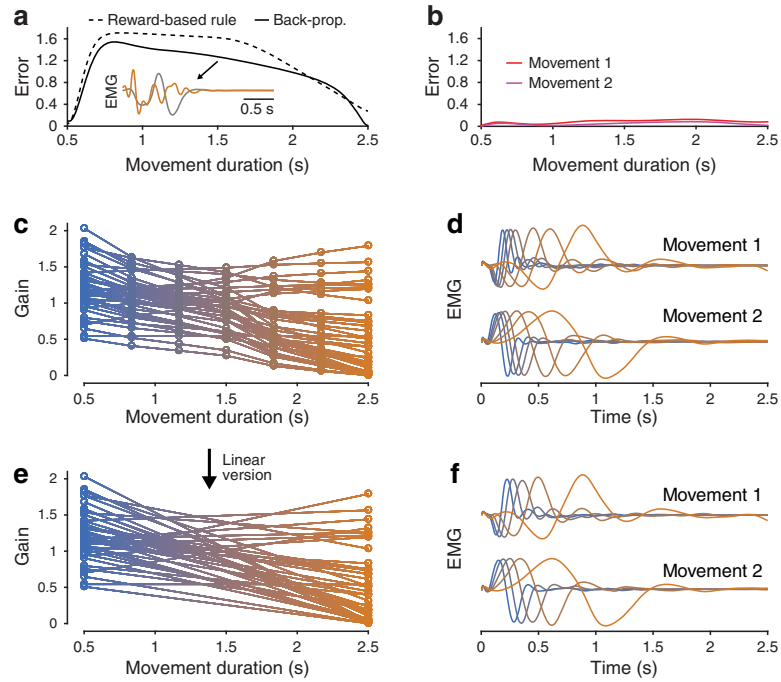 a
Reward-based rule
Back-prop.
Error
1.6
1.2
0.8
0.4
0
EMG
0.5 s
0.5
1
1.5
2
2.5
Movement duration (s)
b
Error
1.6
1.2
0.8
0.4
0
Movement 1
Movement 2
0.5
1
1.5
2
2.5
Movement duration (s)
c
Gain
2
1.5
1
0.5
0
0.5
1
1.5
2
2.5
Movement duration (s)
d
EMG
Movement 1
Movement 2
0
0.5
1
1.5
2
2.5
Time (s)
Linear
version
e
Gain
2
1.5
1
0.5
0
0.5
1
1.5
2
2.5
Movement duration (s)
f
EMG
Movement 1
Movement 2
0
0.5
1
1.5
2
2.5
Time (s)